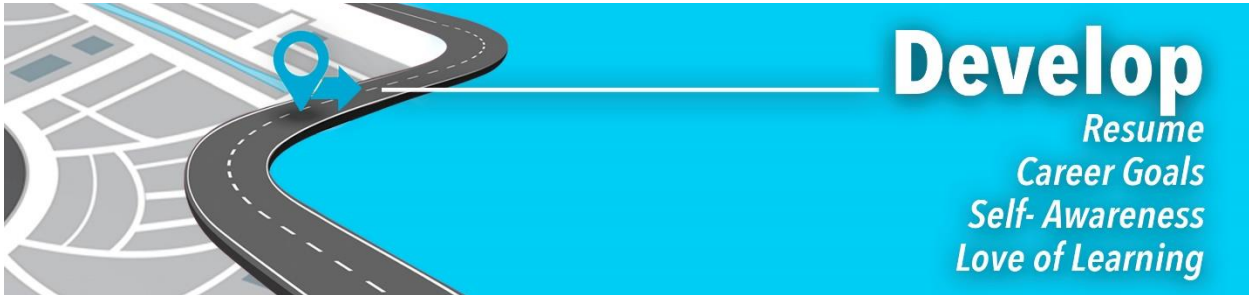 Develop
Resume
Career Goals
Self- Awareness
Love of Learning